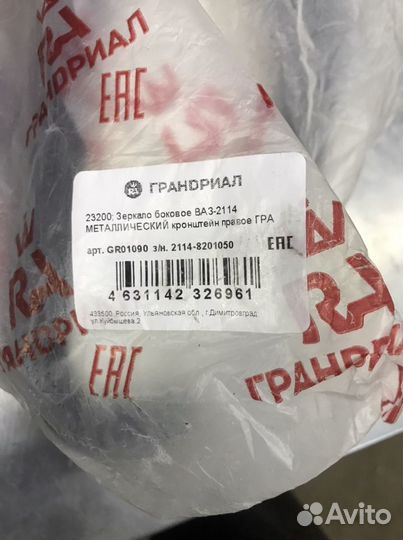 ГРАНДРИАЛ
EAC
ГРАНДРИАЛ
23200; Зеркало боковое ВАЗ-2114
МЕТАЛЛИЧЕСКИЙ кронштейн правое ГРА
арт. GR01090 з/н. 2114-8201050 EAC
4 631142 326961
433500, Россия, Ульяновская обл., г.Димитровград
ул.Куйбышева,2
EAC
ГРАНДРИАЛ
Avito